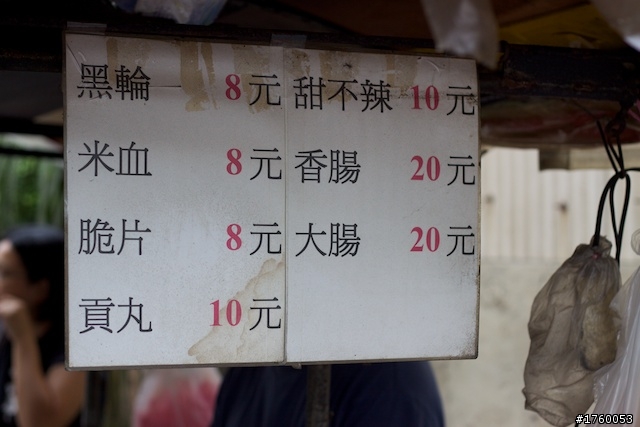 黑輪 8元
米血 8元
脆片 8元
貢丸 10元
甜不辣 10元
香腸 20元
大腸 20元
#1760053